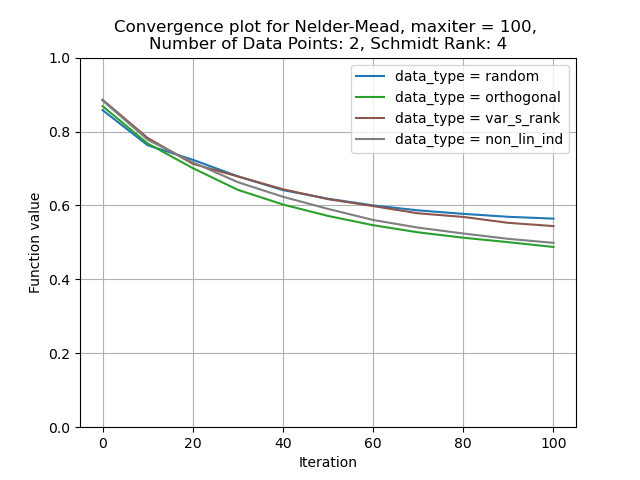 Convergence plot for Nelder-Mead, maxiter = 100,
Number of Data Points: 2, Schmidt Rank: 4
data_type = random
data_type = orthogonal
data_type = var_s_rank
data_type = non_lin_ind
1.0
0.8
0.6
0.4
0.2
0.0
Function value
0 20 40 60 80 100
Iteration